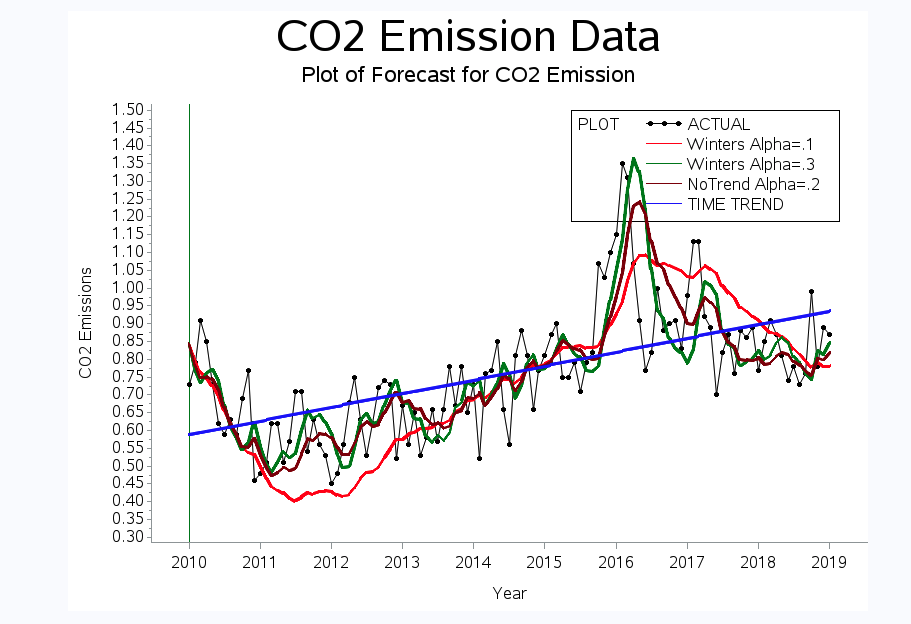 CO2 Emission Data
Plot of Forecast for CO2 Emission
PLOT
ACTUAL
Winters Alpha=.1
Winters Alpha=.3
NoTrend Alpha=.2
TIME TREND
CO2 Emissions
1.50
1.45
1.40
1.35
1.30
1.25
1.20
1.15
1.10
1.05
1.00
0.95
0.90
0.85
0.80
0.75
0.70
0.65
0.60
0.55
0.50
0.45
0.40
0.35
0.30
2010 2011 2012 2013 2014 2015 2016 2017 2018 2019
Year